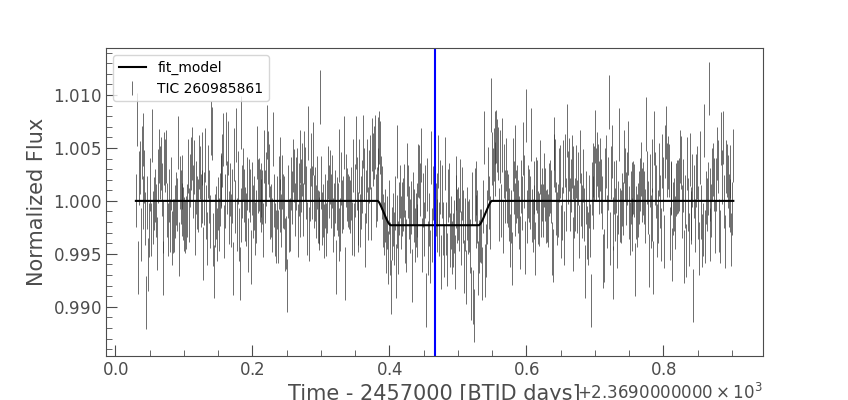 fit_model
TIC 260985861
Normalized Flux
1.010
1.005
1.000
0.995
0.990
0.0 0.2 0.4 0.6 0.8
Time - 2457000 [BTJD days]
+2.3690000000 × 10³